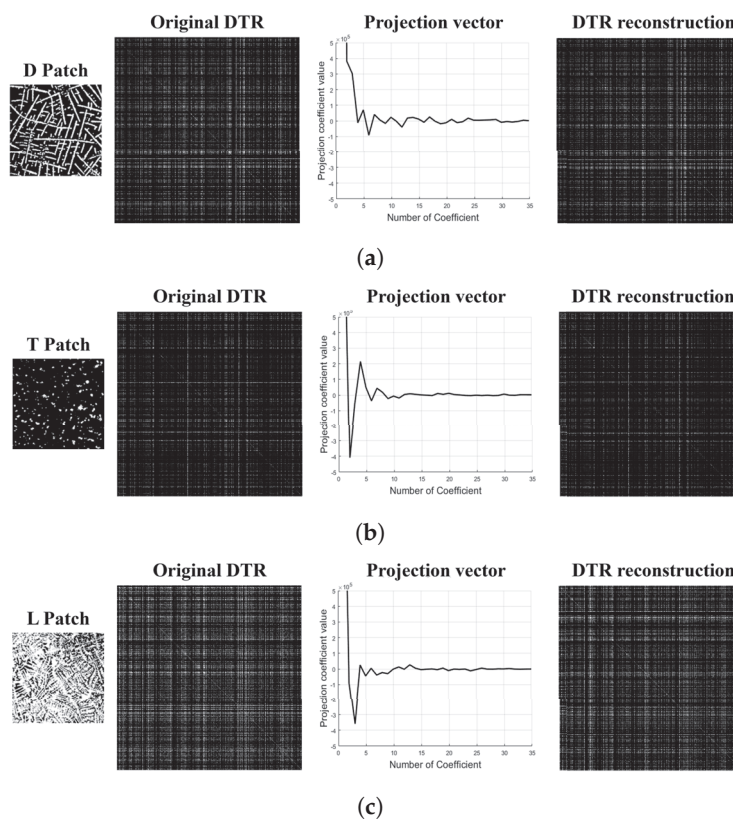 Original DTR
Projection vector
DTR reconstruction
D Patch
×10⁵
5
4
3
2
1
0
-1
-2
-3
-4
-5
Projection coefficient value
0 5 10 15 20 25 30 35
Number of Coefficient
(a)
Original DTR
Projection vector
DTR reconstruction
T Patch
5
4
3
2
1
0
-1
-2
-3
-4
-5
Projecion coefficient value
0 5 10 15 20 25 30 35
Number of Coefficient
(b)
Original DTR
Projection vector
DTR reconstruction
L Patch
×10⁵
5
4
3
2
1
0
-1
-2
-3
-4
-5
Projecion coefficient value
0 5 10 15 20 25 30 35
Number of Coefficient
(c)